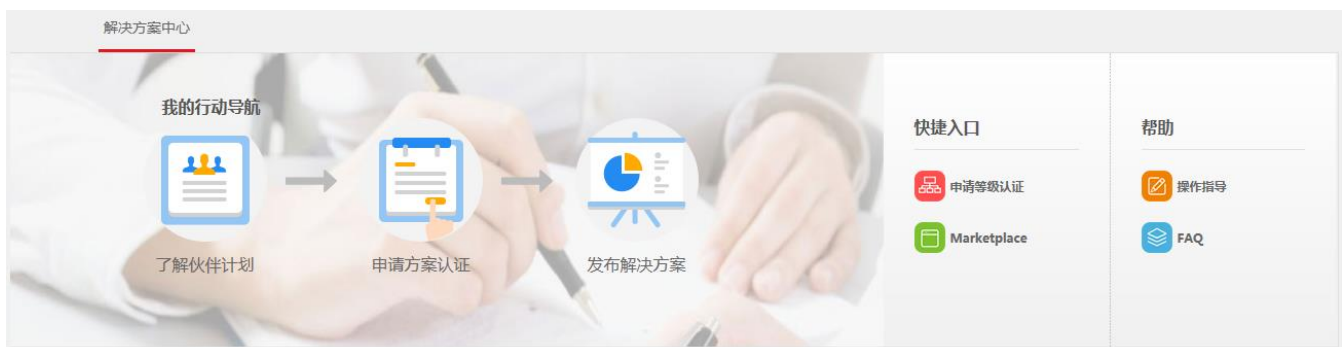 解决方案中心
我的行动导航
了解伙伴计划
申请方案认证
发布解决方案
快捷入口
申请等级认证
Marketplace
帮助
操作指导
FAQ